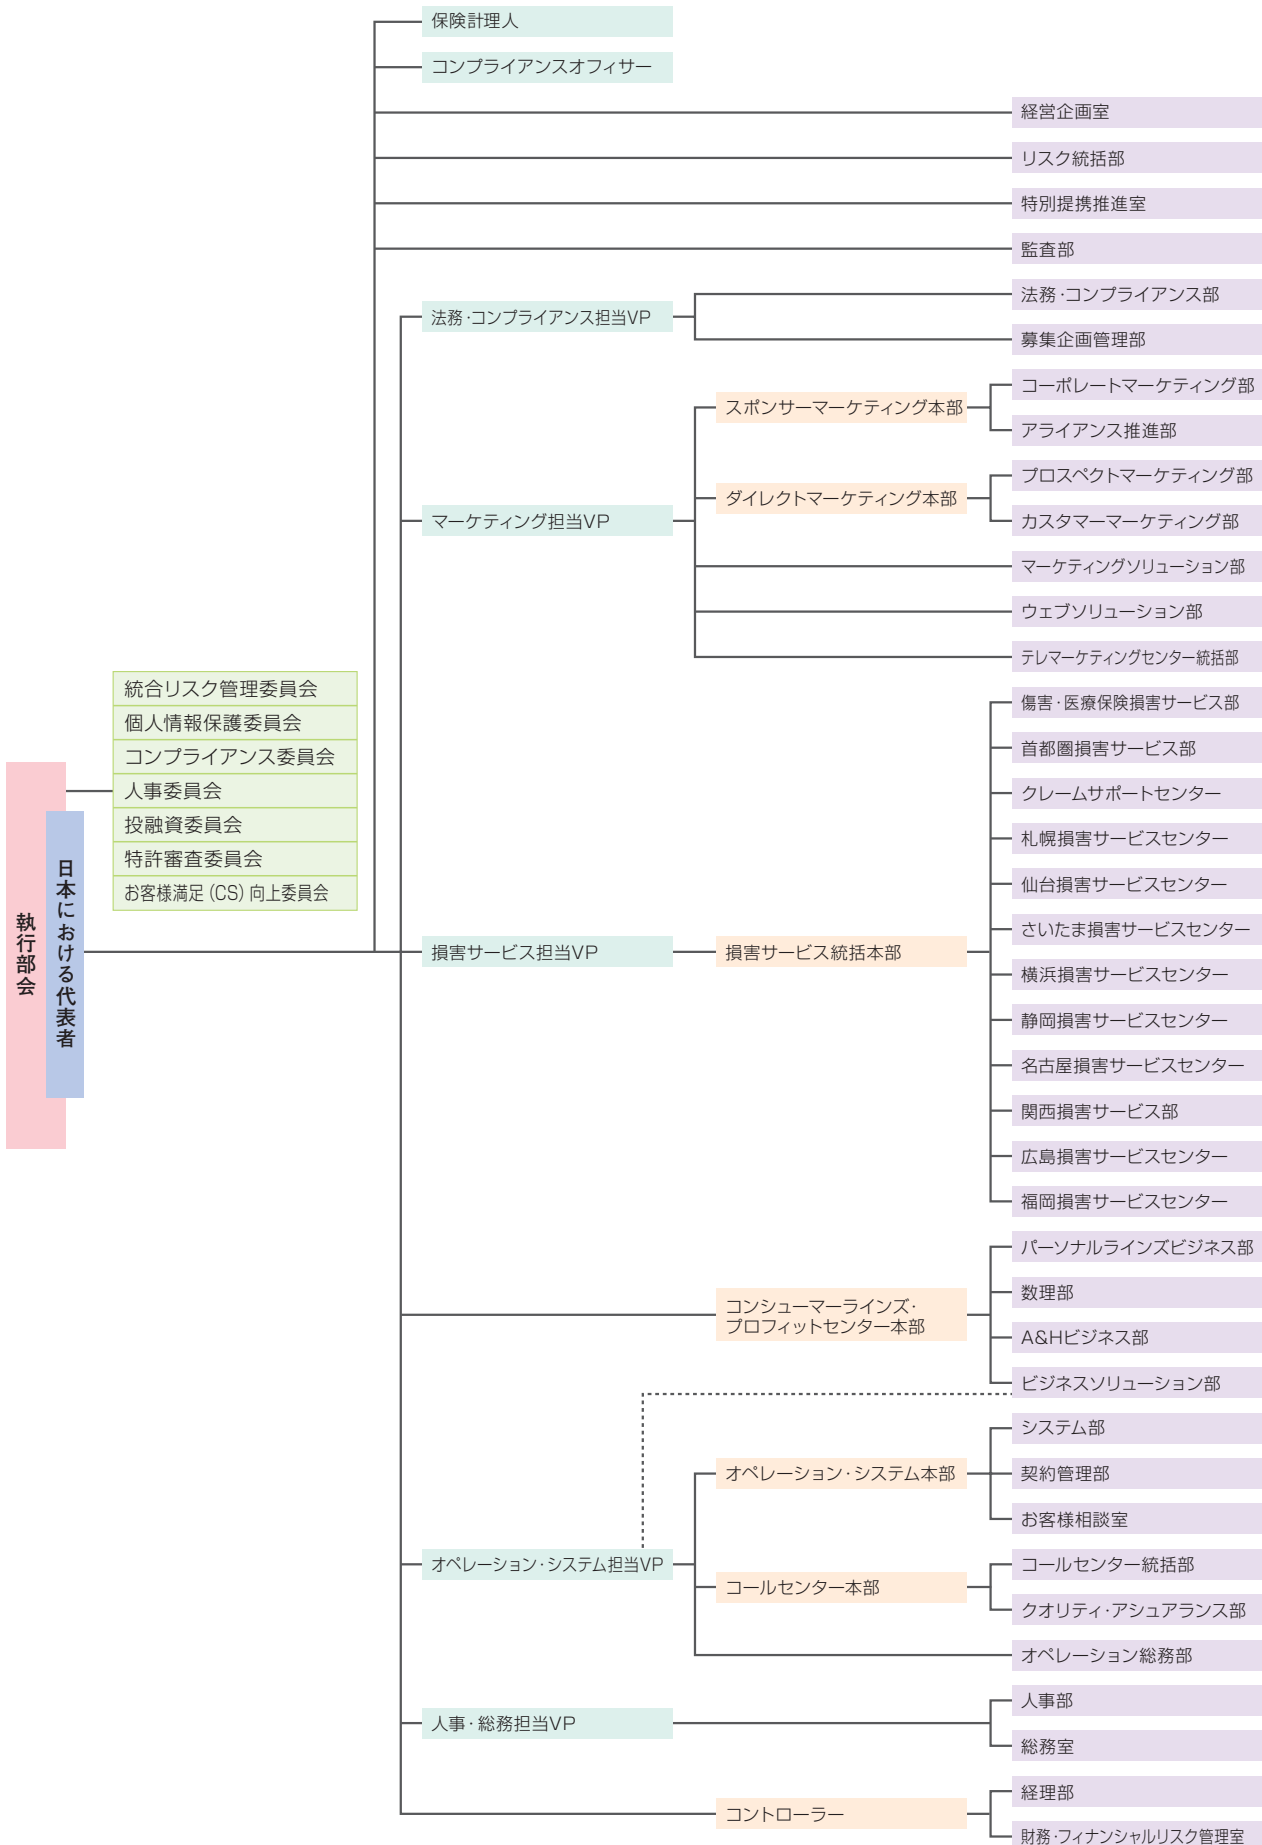 保険計理人
コンプライアンスオフィサー
経営企画室
リスク統括部
特別提携推進室
監査部
法務・コンプライアンス担当VP
法務・コンプライアンス部
募集企画管理部
マーケティング担当VP
スポンサーマーケティング本部
コーポレートマーケティング部
アライアンス推進部
ダイレクトマーケティング本部
プロスペクトマーケティング部
カスタマーマーケティング部
マーケティングソリューション部
ウェブソリューション部
テレマーケティングセンター統括部
統合リスク管理委員会
個人情報保護委員会
コンプライアンス委員会
人事委員会
投融資委員会
特許審査委員会
お客様満足(CS)向上委員会
執行部会
日本における代表者
損害サービス担当VP
損害サービス統括本部
傷害・医療保険損害サービス部
首都圏損害サービス部
クレームサポートセンター
札幌損害サービスセンター
仙台損害サービスセンター
さいたま損害サービスセンター
横浜損害サービスセンター
静岡損害サービスセンター
名古屋損害サービスセンター
関西損害サービス部
広島損害サービスセンター
福岡損害サービスセンター
コンシューマーラインズ・
プロフィットセンター本部
パーソナルラインズビジネス部
数理部
A&Hビジネス部
ビジネスソリューション部
オペレーション・システム担当VP
オペレーション・システム本部
システム部
契約管理部
お客様相談室
コールセンター本部
コールセンター統括部
クオリティ・アシュアランス部
オペレーション総務部
人事・総務担当VP
人事部
総務室
コントローラー
経理部
財務・フィナンシャルリスク管理室